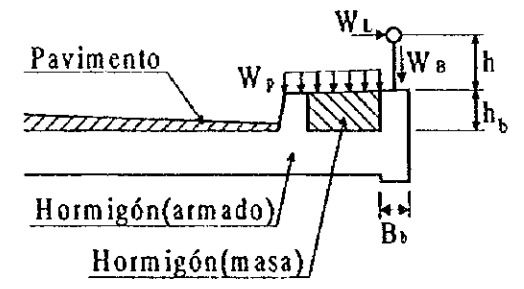 W_L
W_B
h
Pavimento
W_p
h_b
Hormigón(armado)
B_b
Hormigón(masa)